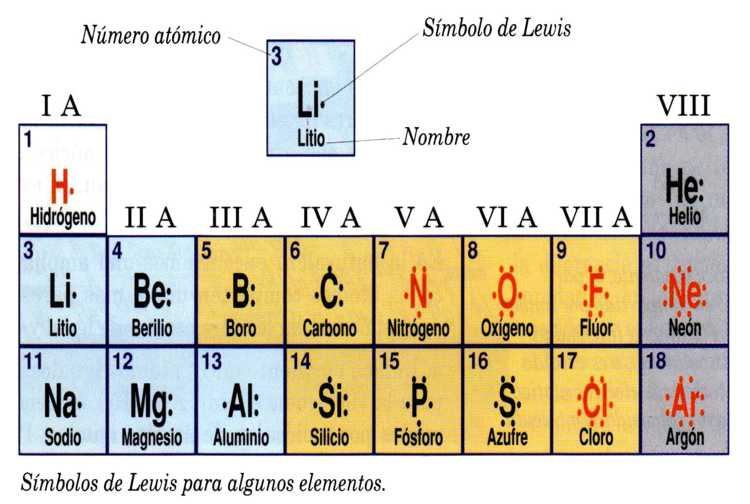 Número atómico
Símbolo de Lewis
3
Li·
Litio
Nombre
I A
VIII
1
H·
Hidrógeno
2
He:
Helio
II A
III A
IV A
V A
VI A
VII A
3
Li·
Litio
4
Be:
Berilio
5
·B:
Boro
6
·C:
Carbono
7
·N·
Nitrógeno
8
·O·
Oxígeno
9
:F·
Flúor
10
:Ne:
Neón
11
Na·
Sodio
12
Mg:
Magnesio
13
·Al:
Aluminio
14
·Si:
Silicio
15
·P·
Fósforo
16
·S·
Azufre
17
:Cl·
Cloro
18
:Ar:
Argón
Símbolos de Lewis para algunos elementos.